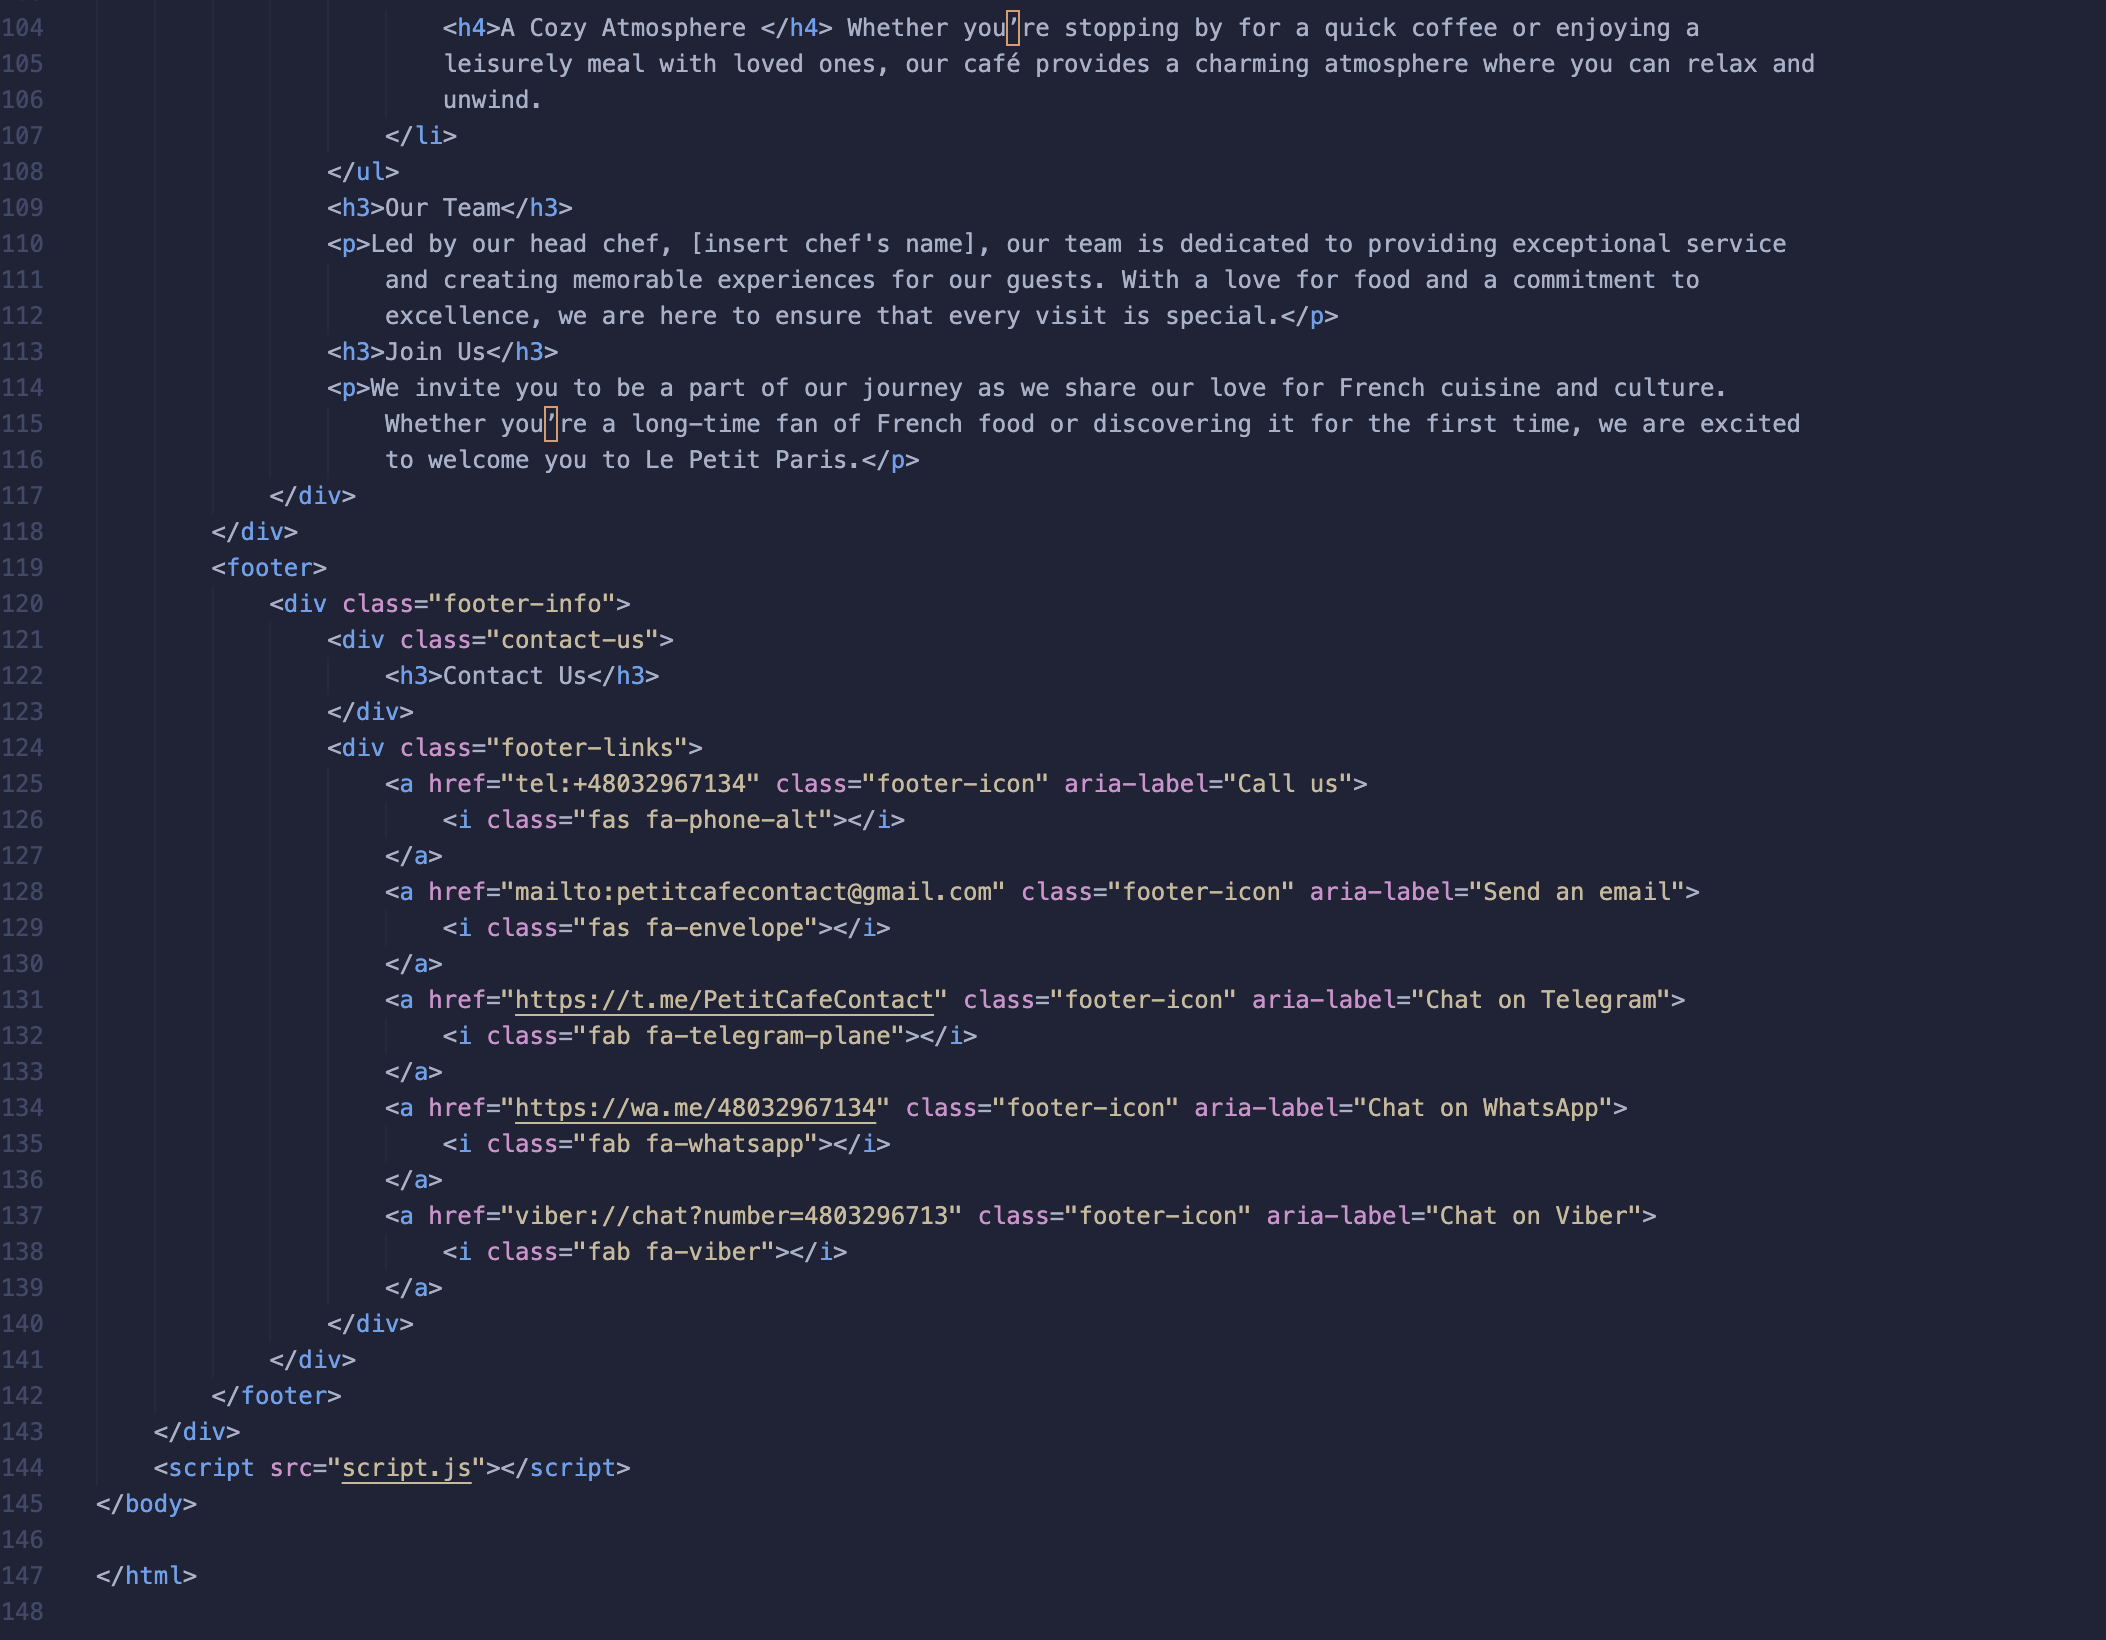 104 <h4>A Cozy Atmosphere </h4> Whether you’re stopping by for a quick coffee or enjoying a
105 leisurely meal with loved ones, our café provides a charming atmosphere where you can relax and
106 unwind.
107 </li>
108 </ul>
109 <h3>Our Team</h3>
110 <p>Led by our head chef, [insert chef's name], our team is dedicated to providing exceptional service
111 and creating memorable experiences for our guests. With a love for food and a commitment to
112 excellence, we are here to ensure that every visit is special.</p>
113 <h3>Join Us</h3>
114 <p>We invite you to be a part of our journey as we share our love for French cuisine and culture.
115 Whether you’re a long-time fan of French food or discovering it for the first time, we are excited
116 to welcome you to Le Petit Paris.</p>
117 </div>
118 </div>
119 <footer>
120 <div class="footer-info">
121 <div class="contact-us">
122 <h3>Contact Us</h3>
123 </div>
124 <div class="footer-links">
125 <a href="tel:+48032967134" class="footer-icon" aria-label="Call us">
126 <i class="fas fa-phone-alt"></i>
127 </a>
128 <a href="mailto:petitcafecontact@gmail.com" class="footer-icon" aria-label="Send an email">
129 <i class="fas fa-envelope"></i>
130 </a>
131 <a href="https://t.me/PetitCafeContact" class="footer-icon" aria-label="Chat on Telegram">
132 <i class="fab fa-telegram-plane"></i>
133 </a>
134 <a href="https://wa.me/48032967134" class="footer-icon" aria-label="Chat on WhatsApp">
135 <i class="fab fa-whatsapp"></i>
136 </a>
137 <a href="viber://chat?number=4803296713" class="footer-icon" aria-label="Chat on Viber">
138 <i class="fab fa-viber"></i>
139 </a>
140 </div>
141 </div>
142 </footer>
143 </div>
144 <script src="script.js"></script>
145 </body>
146
147 </html>
148